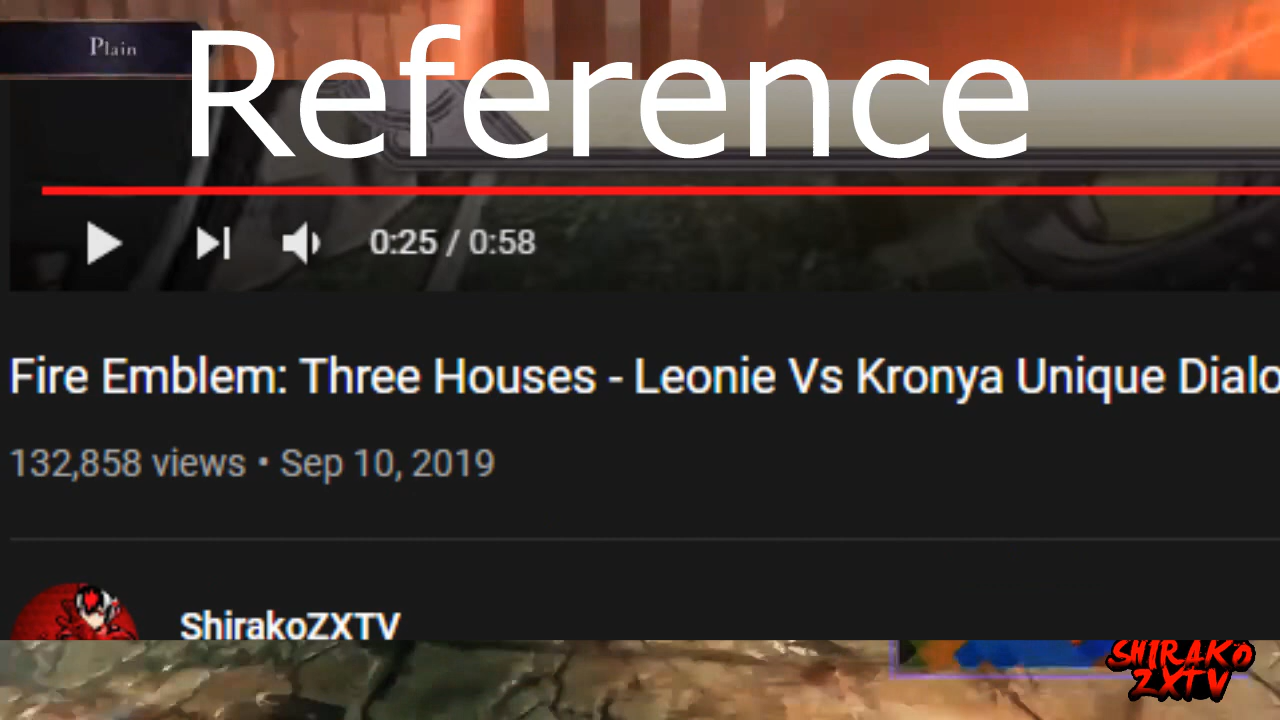 Plain
Reference
0:25 / 0:58
Fire Emblem: Three Houses - Leonie Vs Kronya Unique Dialo
132,858 views • Sep 10, 2019
ShirakoZXTV
SHIRAKO
ZXTV